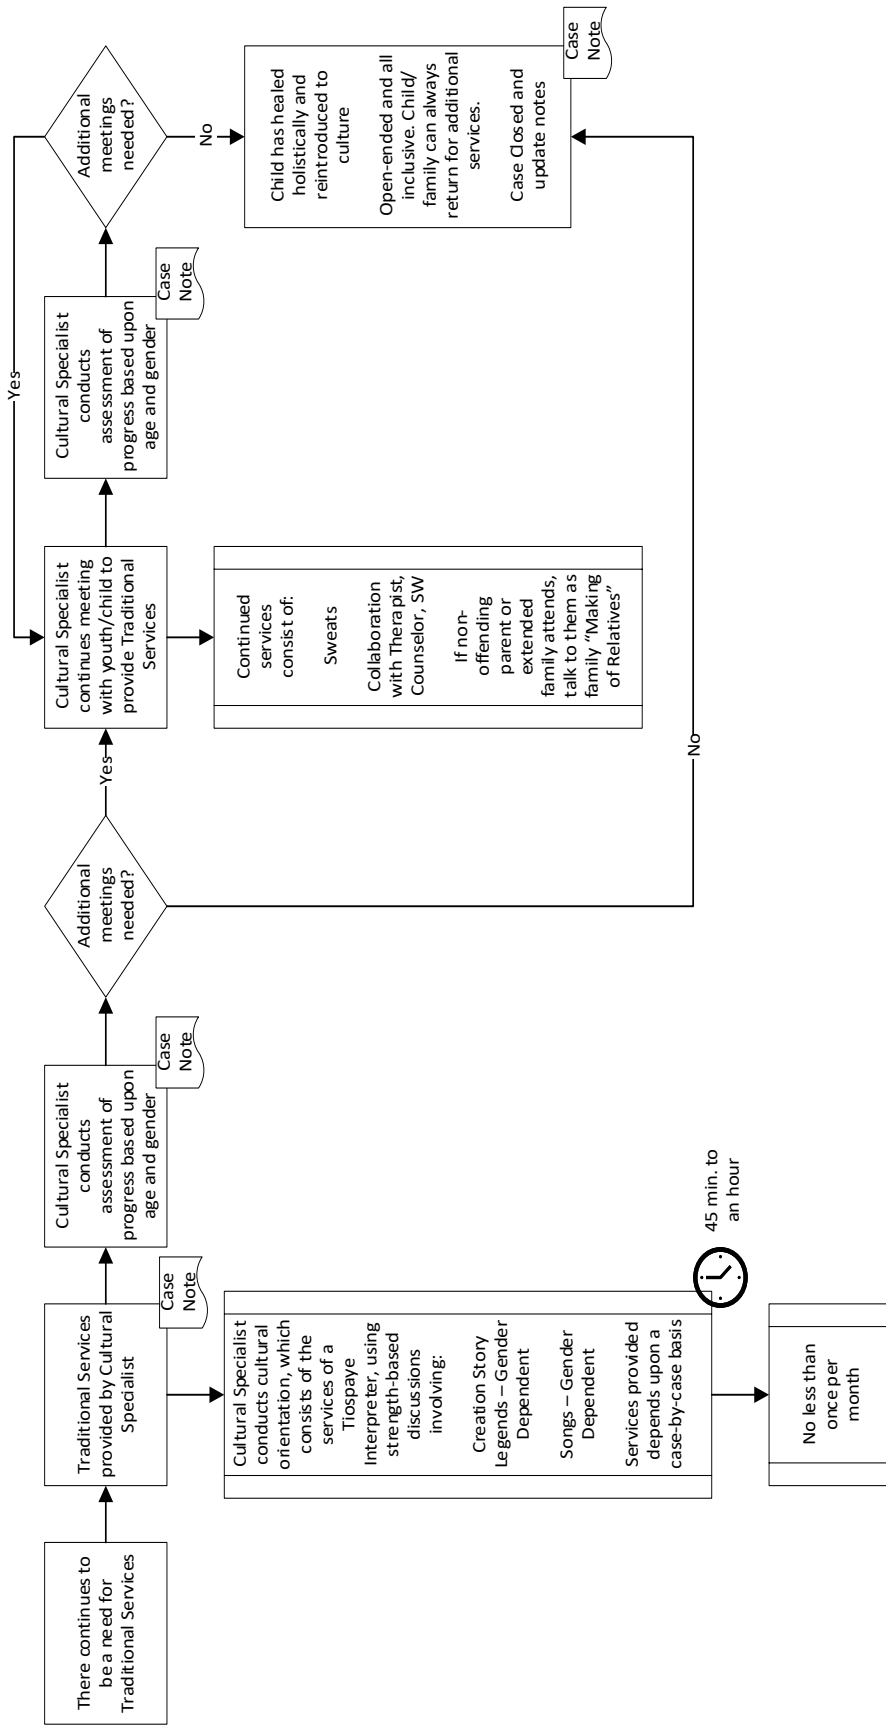 There continues to
be a need for
Traditional Services
Traditional Services
provided by Cultural
Specialist
Case
Note
Cultural Specialist
conducts cultural
orientation, which
consists of the
services of a
Tiospaye
Interpreter, using
strength-based
discussions
involving:
Creation Story
Legends – Gender
Dependent
Songs – Gender
Dependent
Services provided
depends upon a
case-by-case basis
45 min. to
an hour
No less than
once per
month
Cultural Specialist
conducts
assessment of
progress based upon
age and gender
Case
Note
Additional
meetings
needed?
Yes
No
Cultural Specialist
continues meeting
with youth/child to
provide Traditional
Services
Continued
services
consist of:
Sweats
Collaboration
with Therapist,
Counselor, SW
If non-
offending
parent or
extended
family attends,
talk to them as
family “Making
of Relatives”
Cultural Specialist
conducts
assessment of
progress based upon
age and gender
Case
Note
Additional
meetings
needed?
Yes
No
Child has healed
holistically and
reintroduced to
culture
Open-ended and all
inclusive. Child/
family can always
return for additional
services.
Case Closed and
update notes
Case
Note